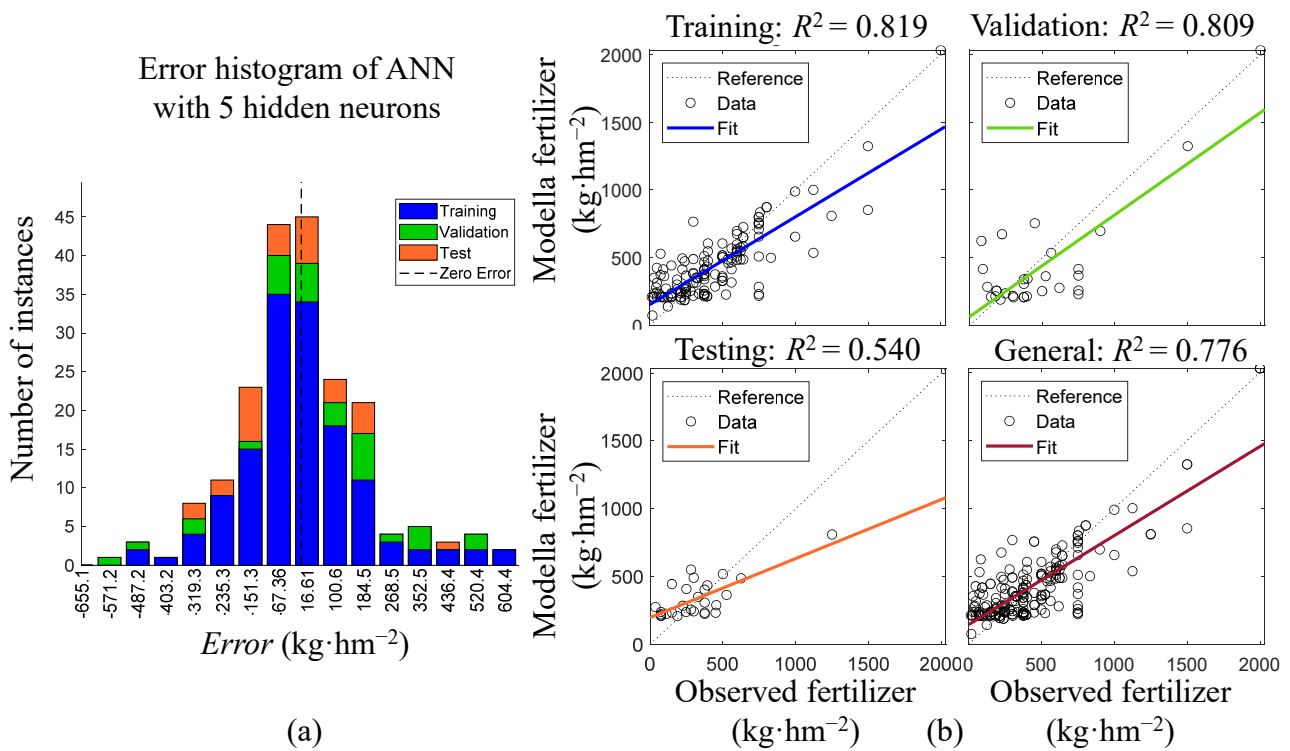 Error histogram of ANN
with 5 hidden neurons
Number of instances
45
40
35
30
25
20
15
10
5
0
Training
Validation
Test
Zero Error
-655.1
-571.2
-487.2
-403.2
-319.3
-235.3
-151.3
-67.36
16.61
100.6
184.5
268.5
352.5
436.4
520.4
604.4
Error (kg·hm−2)
(a)
Training: R2 = 0.819
Modella fertilizer
(kg·hm−2)
2000
1500
1000
500
0
Reference
Data
Fit
Validation: R2 = 0.809
Reference
Data
Fit
Testing: R2 = 0.540
Modella fertilizer
(kg·hm−2)
2000
1500
1000
500
0
Reference
Data
Fit
0
500
1000
1500
2000
Observed fertilizer
(kg·hm−2)
General: R2 = 0.776
Reference
Data
Fit
0
500
1000
1500
2000
Observed fertilizer
(kg·hm−2)
(b)